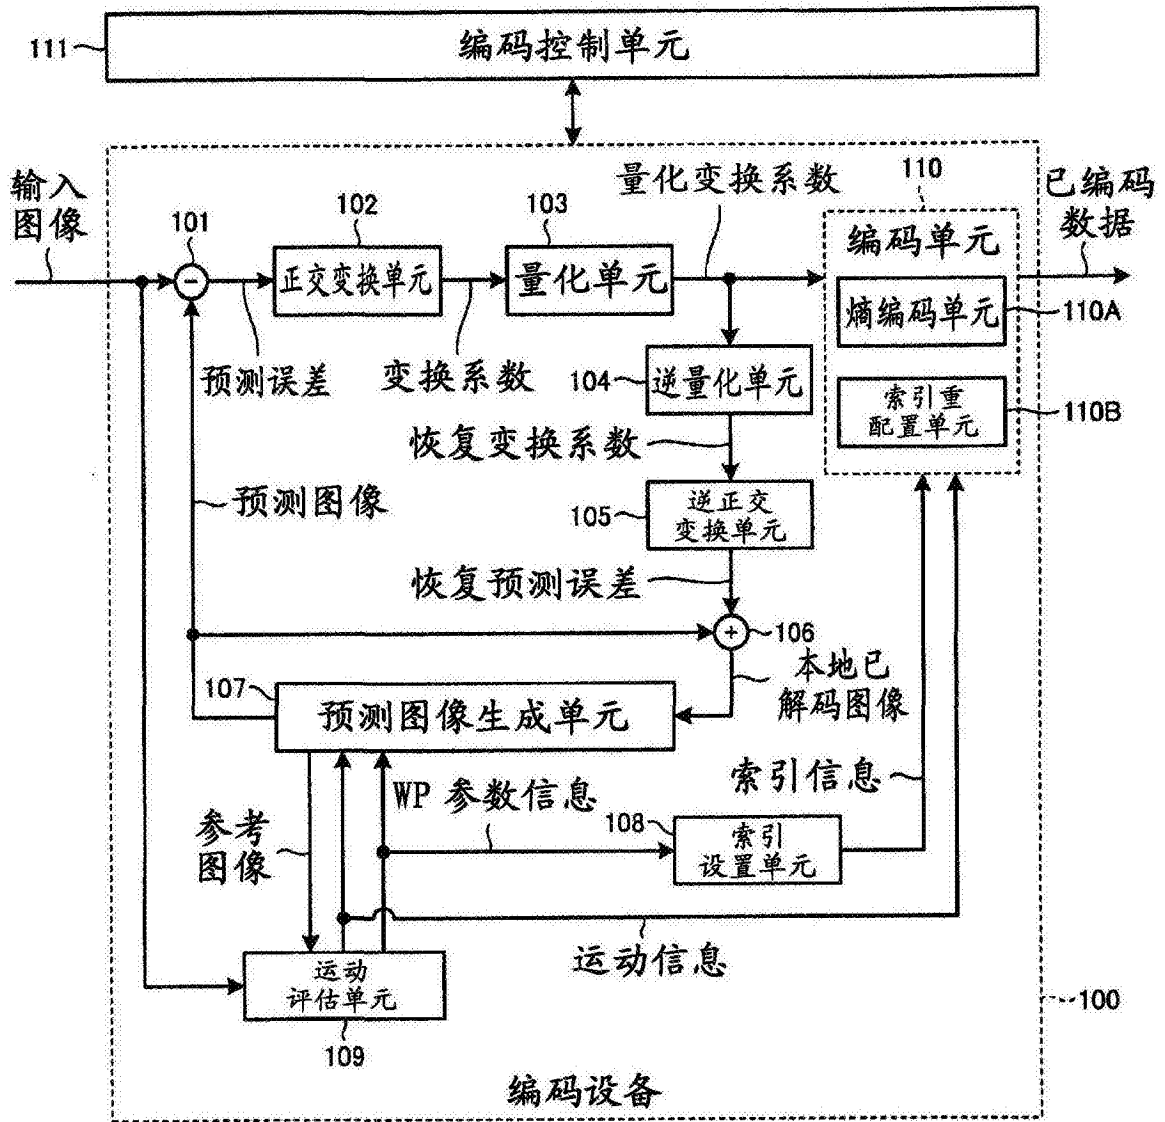 111
编码控制单元
输入
图像
101
102
103
量化变换系数
110
已编码
数据
正交变换单元
量化单元
编码单元
熵编码单元
110A
预测误差
变换系数
104
逆量化单元
索引重
配置单元
110B
恢复变换系数
预测图像
105
逆正交
变换单元
恢复预测误差
106
本地已
解码图像
107
预测图像生成单元
索引信息
WP 参数信息
108
索引
设置单元
参考
图像
运动信息
运动
评估单元
109
100
编码设备